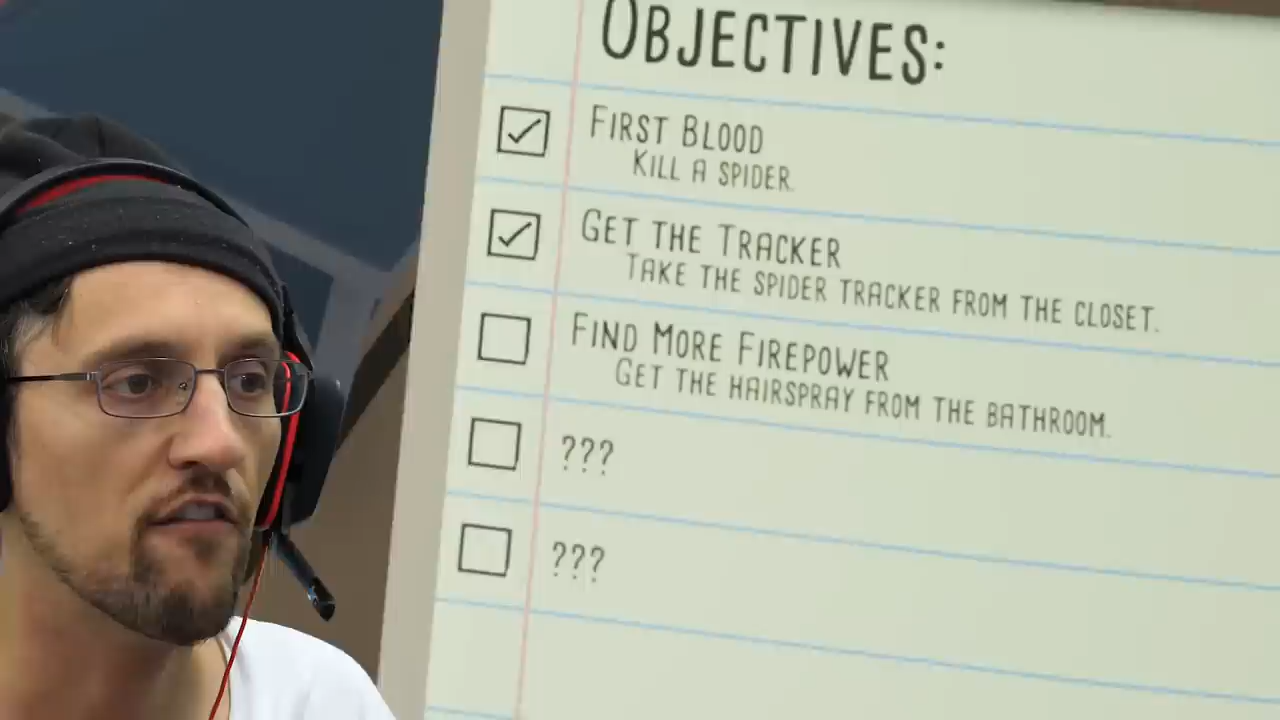 OBJECTIVES:
FIRST BLOOD
KILL A SPIDER.
GET THE TRACKER
TAKE THE SPIDER TRACKER FROM THE CLOSET.
FIND MORE FIREPOWER
GET THE HAIRSPRAY FROM THE BATHROOM.
???
???